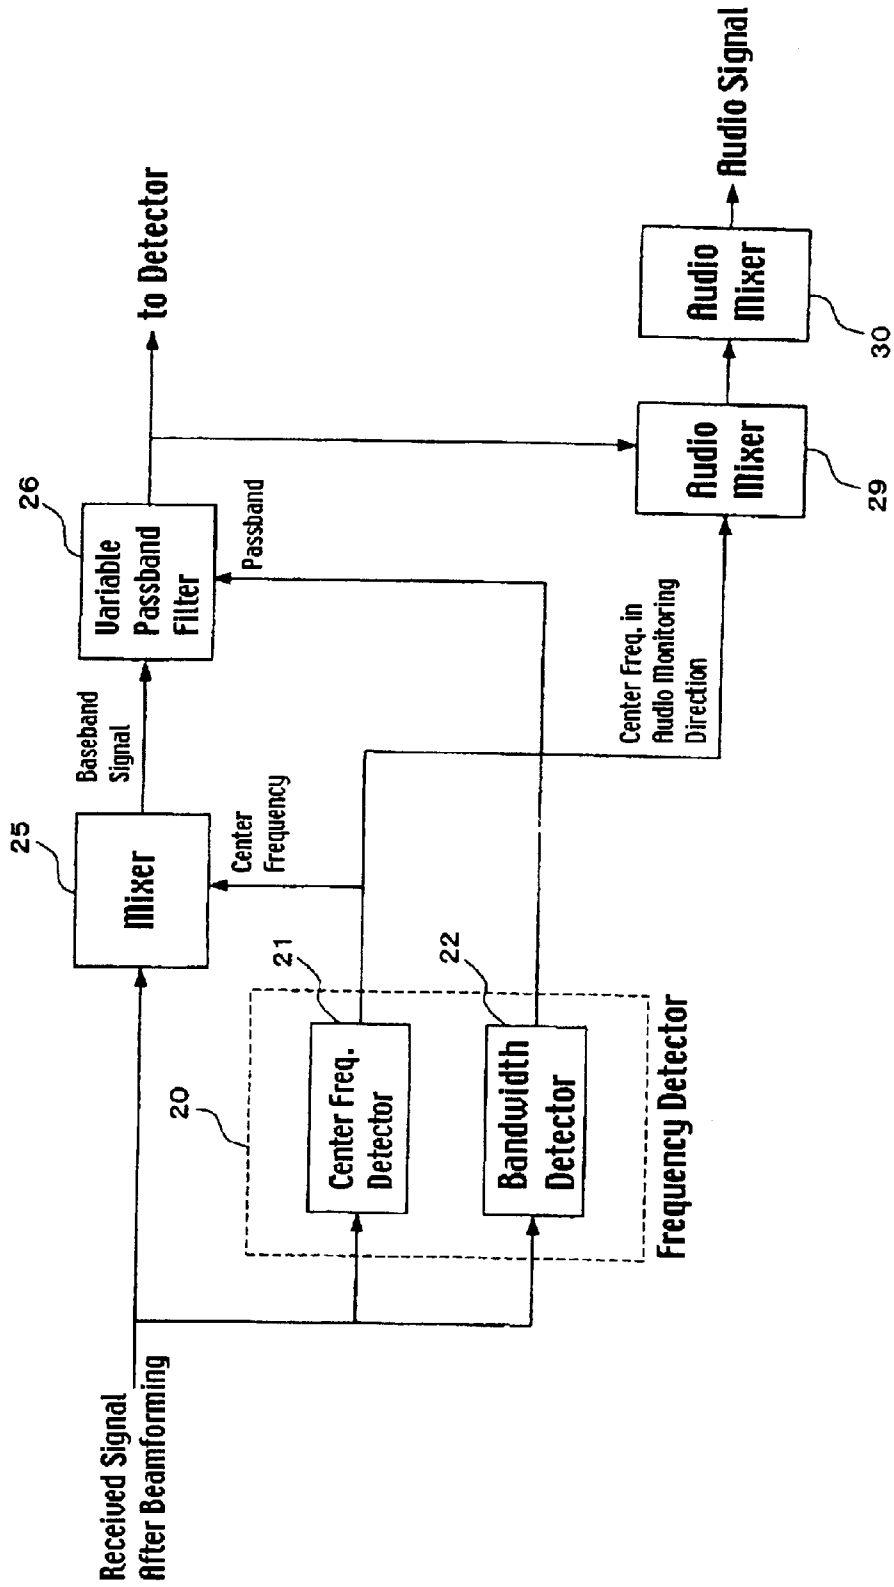 Received Signal
After Beamforming
20
Center Freq.
Detector
21
Bandwidth
Detector
22
Frequency Detector
25
Mixer
Center
Frequency
Baseband
Signal
26
Variable
Passband
Filter
Passband
to Detector
Center Freq. in
Audio Monitoring
Direction
Audio
Mixer
29
Audio
Mixer
30
Audio Signal